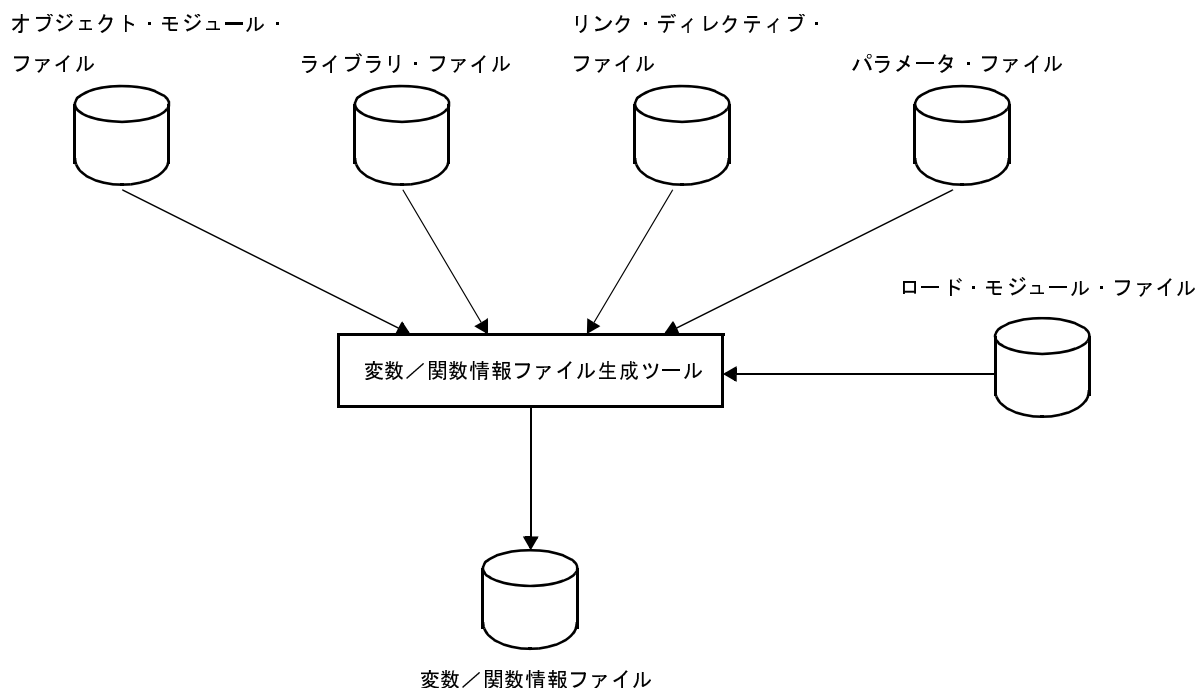 オブジェクト・モジュール・
ファイル
ライブラリ・ファイル
リンク・ディレクティブ・
ファイル
パラメータ・ファイル
ロード・モジュール・ファイル
変数／関数情報ファイル生成ツール
変数／関数情報ファイル